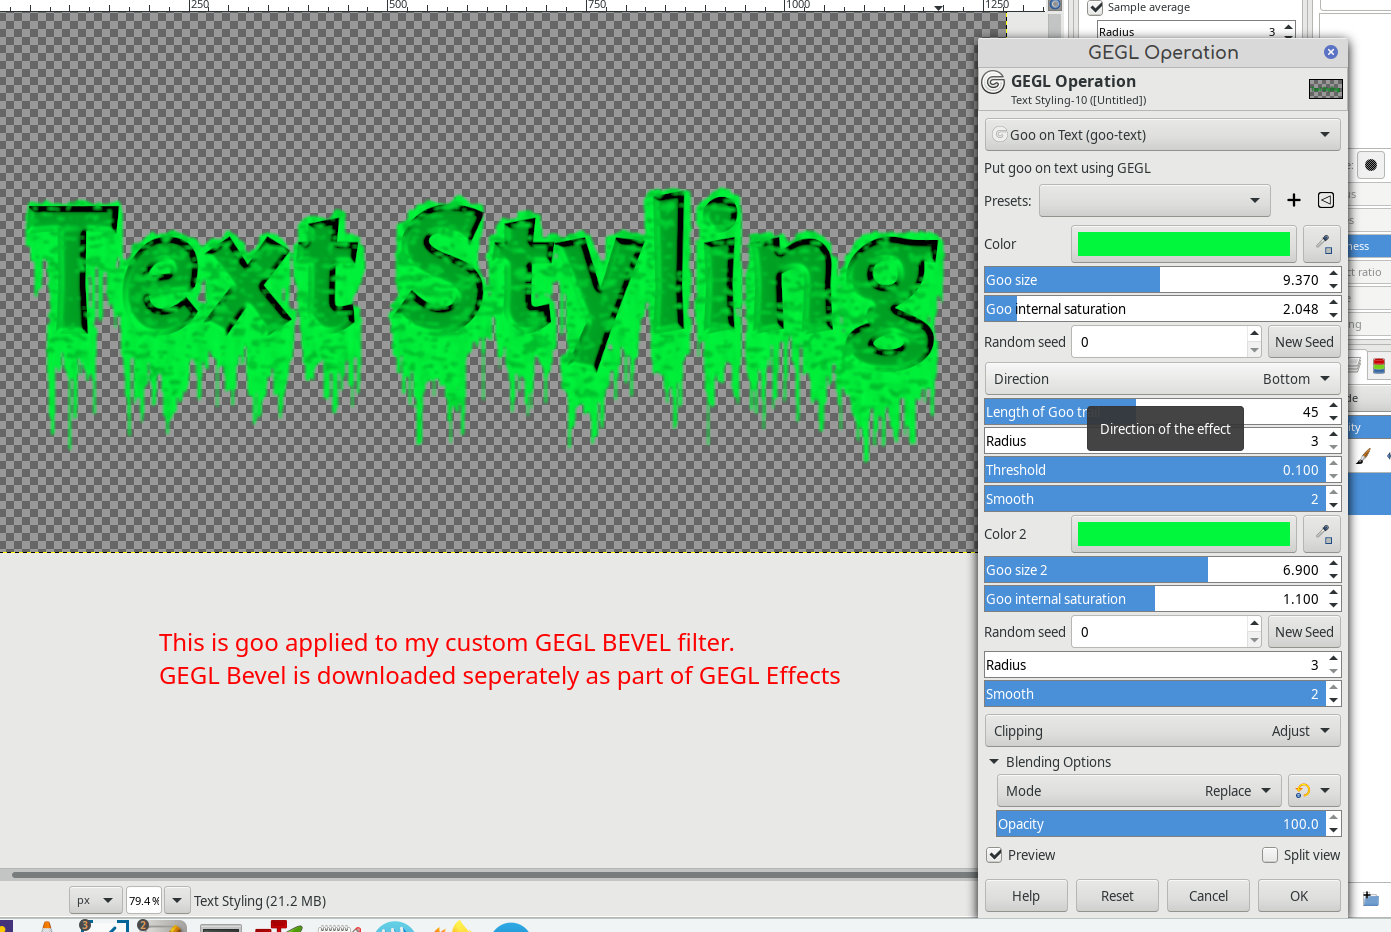 250
500
750
1000
1250
Sample average
Radius 3
GEGL Operation
GEGL Operation
Text Styling-10 ([Untitled])
Goo on Text (goo-text)
Put goo on text using GEGL
Presets:
Color
Goo size 9.370
Goo internal saturation 2.048
Random seed 0 New Seed
Direction Bottom
Length of Goo 45
Direction of the effect
Radius 3
Threshold 0.100
Smooth 2
Color 2
Goo size 2 6.900
Goo internal saturation 1.100
Random seed 0 New Seed
Radius 3
Smooth 2
Clipping Adjust
Blending Options
Mode Replace
Opacity 100.0
Preview Split view
Help Reset Cancel OK
Text Styling
This is goo applied to my custom GEGL BEVEL filter.
GEGL Bevel is downloaded seperately as part of GEGL Effects
px 79.4% Text Styling (21.2 MB)
3
2